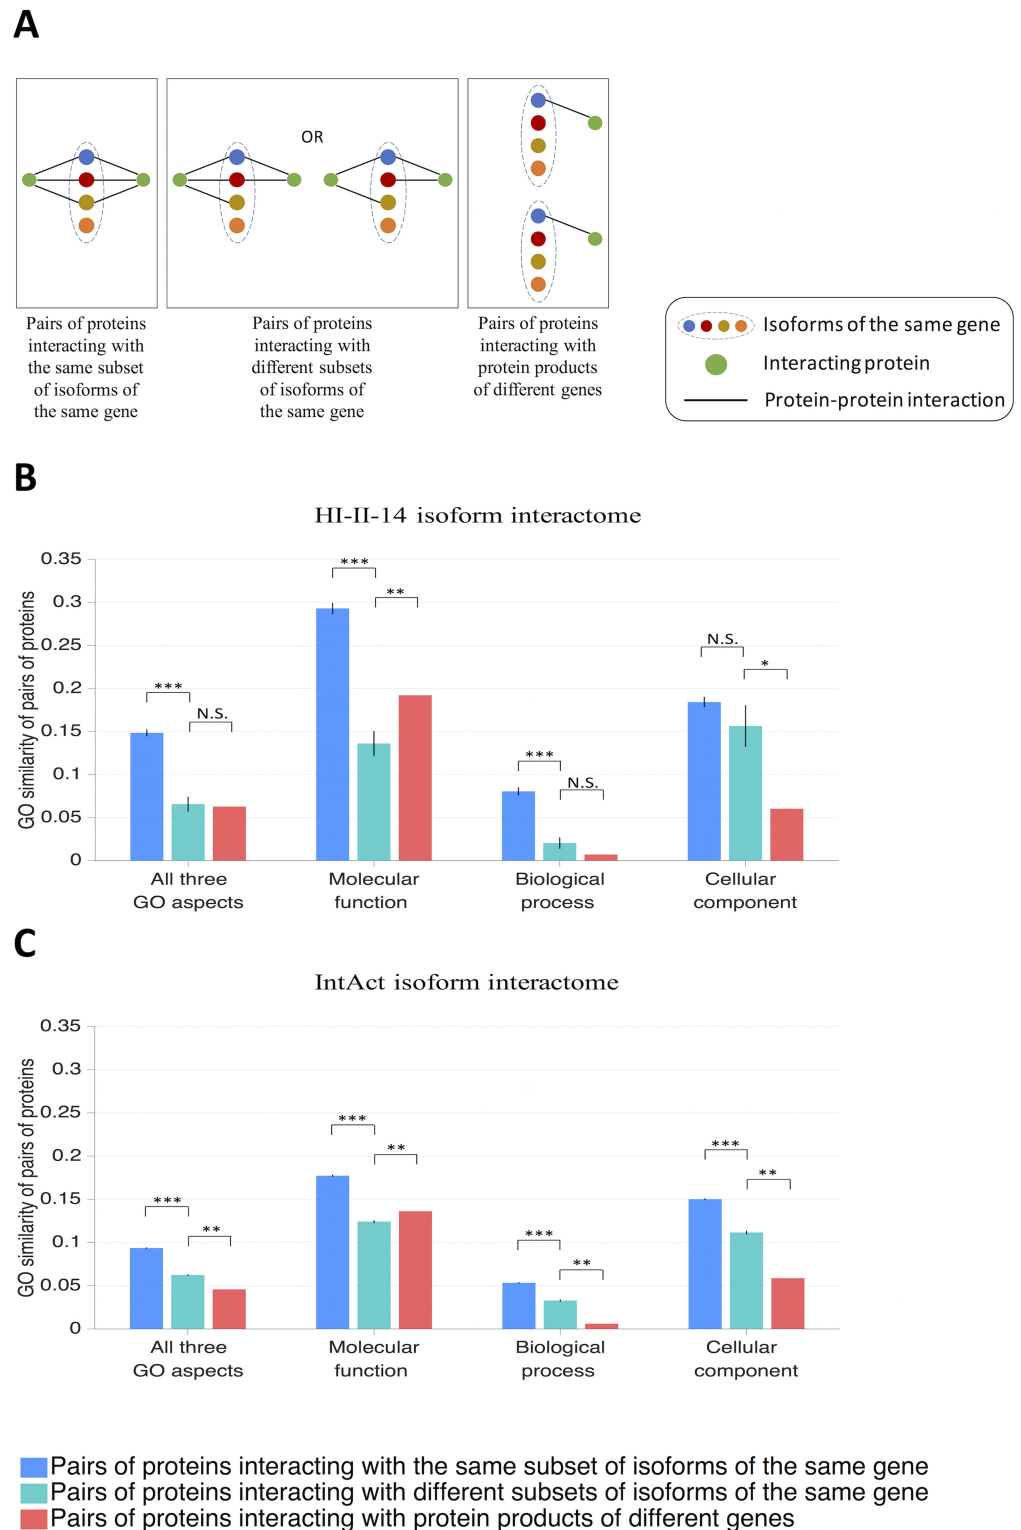 A
OR
Pairs of proteins
interacting with
the same subset
of isoforms of
the same gene
Pairs of proteins
interacting with
different subsets
of isoforms of
the same gene
Pairs of proteins
interacting with
protein products
of different genes
Isoforms of the same gene
Interacting protein
Protein-protein interaction
B
HI-II-14 isoform interactome
GO similarity of pairs of proteins
0.35
0.3
0.25
0.2
0.15
0.1
0.05
0
***
N.S.
***
**
***
N.S.
N.S.
*
All three
GO aspects
Molecular
function
Biological
process
Cellular
component
C
IntAct isoform interactome
GO similarity of pairs of proteins
0.35
0.3
0.25
0.2
0.15
0.1
0.05
0
***
**
***
**
***
**
***
**
All three
GO aspects
Molecular
function
Biological
process
Cellular
component
Pairs of proteins interacting with the same subset of isoforms of the same gene
Pairs of proteins interacting with different subsets of isoforms of the same gene
Pairs of proteins interacting with protein products of different genes